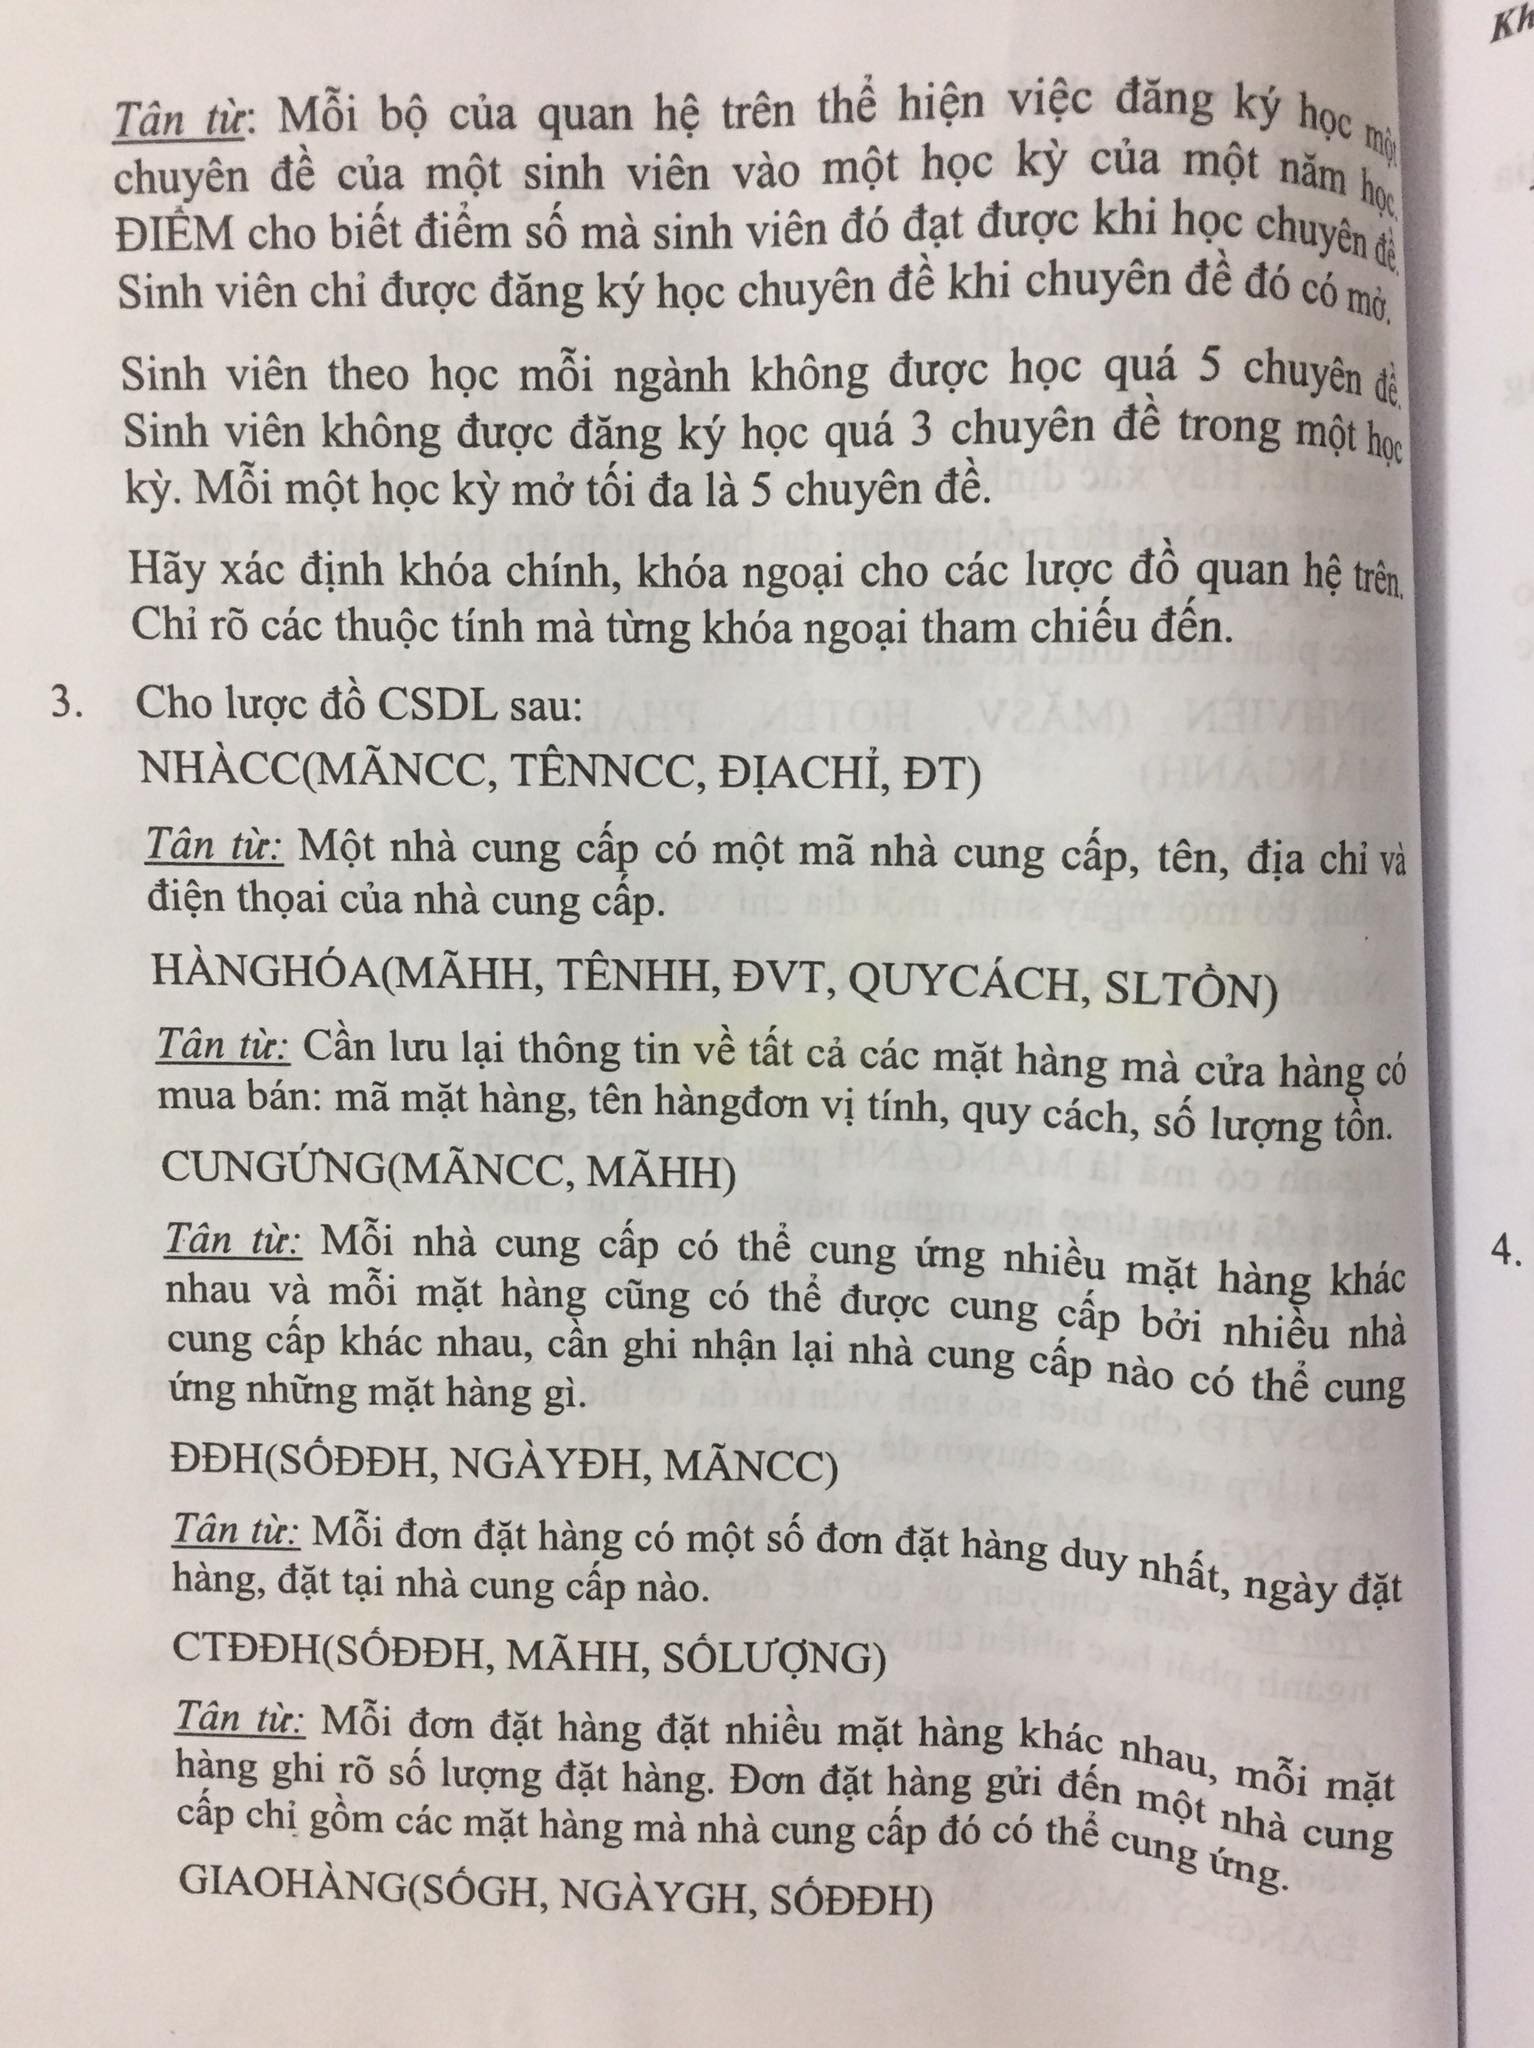 Kh
Tân từ: Mỗi bộ của quan hệ trên thể hiện việc đăng ký học một
chuyên đề của một sinh viên vào một học kỳ của một năm học.
ĐIỂM cho biết điểm số mà sinh viên đó đạt được khi học chuyên đề.
Sinh viên chỉ được đăng ký học chuyên đề khi chuyên đề đó có mở.
Sinh viên theo học mỗi ngành không được học quá 5 chuyên đề.
Sinh viên không được đăng ký học quá 3 chuyên đề trong một học
kỳ. Mỗi một học kỳ mở tối đa là 5 chuyên đề.
Hãy xác định khóa chính, khóa ngoại cho các lược đồ quan hệ trên.
Chỉ rõ các thuộc tính mà từng khóa ngoại tham chiếu đến.
3. Cho lược đồ CSDL sau:
NHÀCC(MÃNCC, TÊNNCC, ĐỊACHỈ, ĐT)
Tân từ: Một nhà cung cấp có một mã nhà cung cấp, tên, địa chỉ và
điện thọai của nhà cung cấp.
HÀNGHÓA(MÃHH, TÊNHH, ĐVT, QUYCÁCH, SLTỒN)
Tân từ: Cần lưu lại thông tin về tất cả các mặt hàng mà cửa hàng có
mua bán: mã mặt hàng, tên hàngđơn vị tính, quy cách, số lượng tồn.
CUNGỨNG(MÃNCC, MÃHH)
Tân từ: Mỗi nhà cung cấp có thể cung ứng nhiều mặt hàng khác
nhau và mỗi mặt hàng cũng có thể được cung cấp bởi nhiều nhà
cung cấp khác nhau, cần ghi nhận lại nhà cung cấp nào có thể cung
ứng những mặt hàng gì.
ĐĐH(SỐĐĐH, NGÀYĐH, MÃNCC)
Tân từ: Mỗi đơn đặt hàng có một số đơn đặt hàng duy nhất, ngày đặt
hàng, đặt tại nhà cung cấp nào.
CTĐĐH(SỐĐĐH, MÃHH, SỐLƯỢNG)
Tân từ: Mỗi đơn đặt hàng đặt nhiều mặt hàng khác nhau, mỗi mặt
hàng ghi rõ số lượng đặt hàng. Đơn đặt hàng gửi đến một nhà cung
cấp chỉ gồm các mặt hàng mà nhà cung cấp đó có thể cung ứng.
GIAOHÀNG(SỐGH, NGÀYGH, SỐĐĐH)
4.